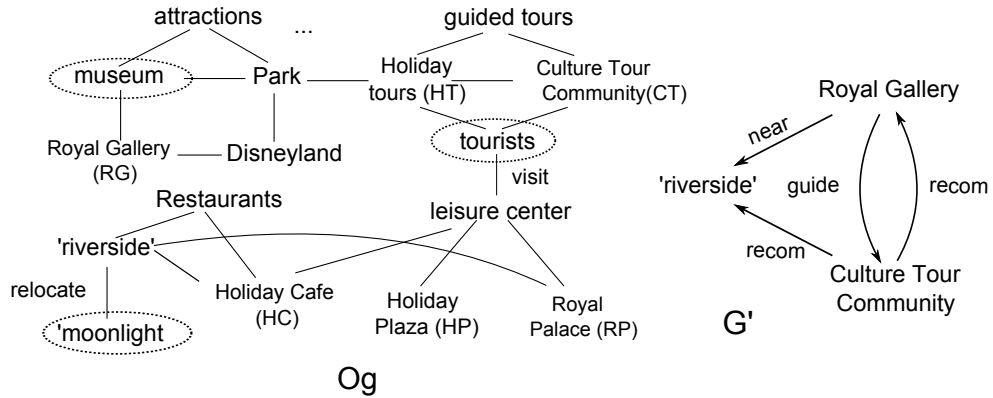 attractions
...
guided tours
museum
Park
Holiday
tours (HT)
Culture Tour
Community(CT)
Royal Gallery
(RG)
Disneyland
tourists
visit
Restaurants
leisure center
'riverside'
relocate
Holiday Cafe
(HC)
Holiday
Plaza (HP)
Royal
Palace (RP)
'moonlight
Og
Royal Gallery
near
'riverside'
guide
recom
recom
Culture Tour
Community
G'